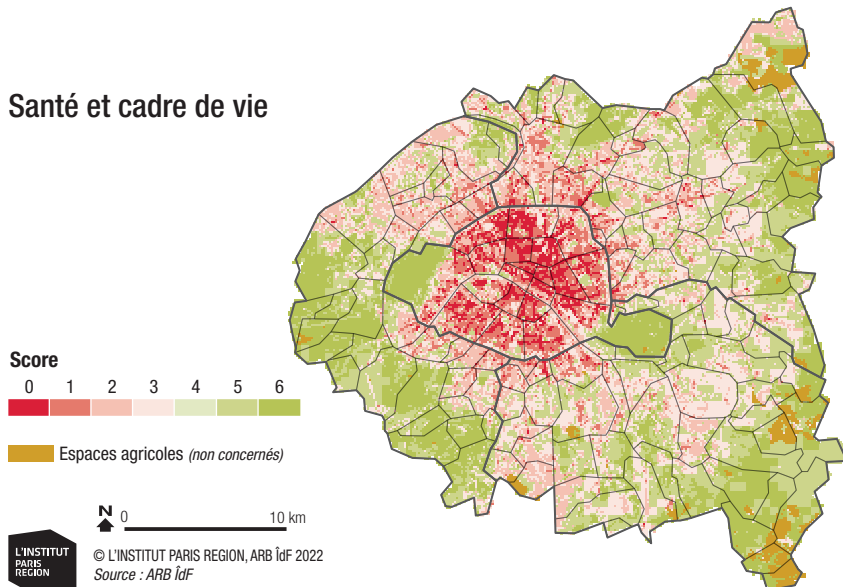 Santé et cadre de vie
Score
0 1 2 3 4 5 6
Espaces agricoles (non concernés)
N
0 10 km
L'INSTITUT
PARIS
REGION
© L'INSTITUT PARIS REGION, ARB ÎdF 2022
Source : ARB ÎdF